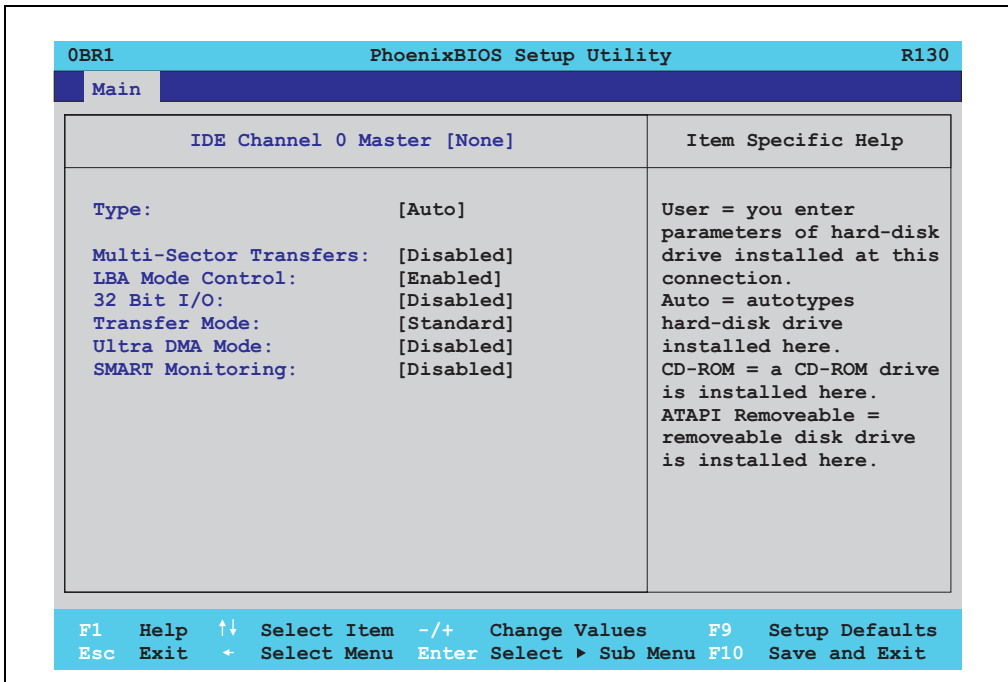 0BR1 PhoenixBIOS Setup Utility R130
Main
IDE Channel 0 Master [None]
Item Specific Help
Type: [Auto]
Multi-Sector Transfers: [Disabled]
LBA Mode Control: [Enabled]
32 Bit I/O: [Disabled]
Transfer Mode: [Standard]
Ultra DMA Mode: [Disabled]
SMART Monitoring: [Disabled]
User = you enter
parameters of hard-disk
drive installed at this
connection.
Auto = autotypes
hard-disk drive
installed here.
CD-ROM = a CD-ROM drive
is installed here.
ATAPI Removeable =
removeable disk drive
is installed here.
F1 Help ↑↓ Select Item -/+ Change Values F9 Setup Defaults
Esc Exit ← Select Menu Enter Select ▶ Sub Menu F10 Save and Exit